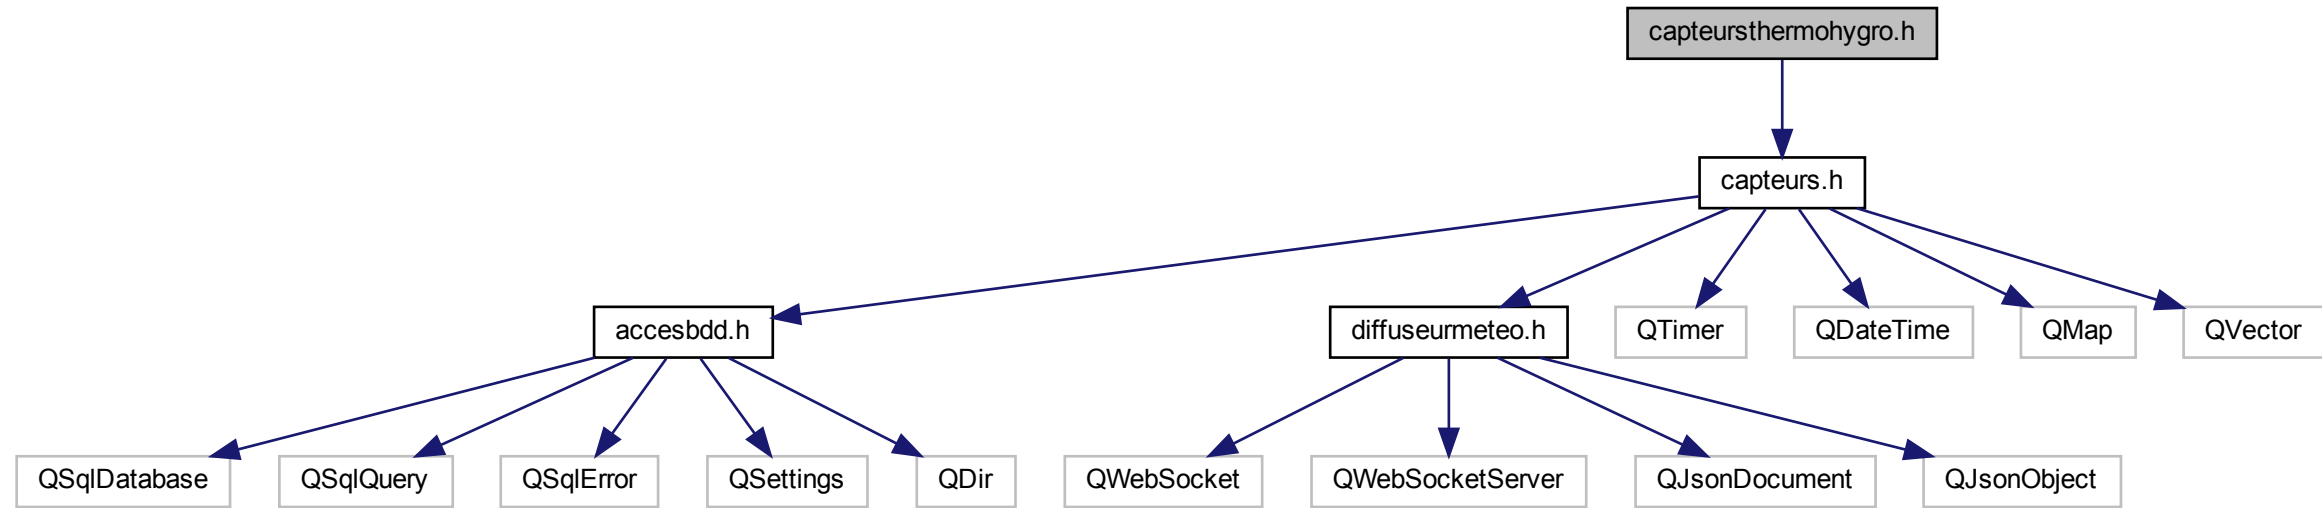 capteursthermohygro.h
capteurs.h
accesbdd.h
diffuseurmeteo.h
QTimer
QDateTime
QMap
QVector
QSqlDatabase
QSqlQuery
QSqlError
QSettings
QDir
QWebSocket
QWebSocketServer
QJsonDocument
QJsonObject